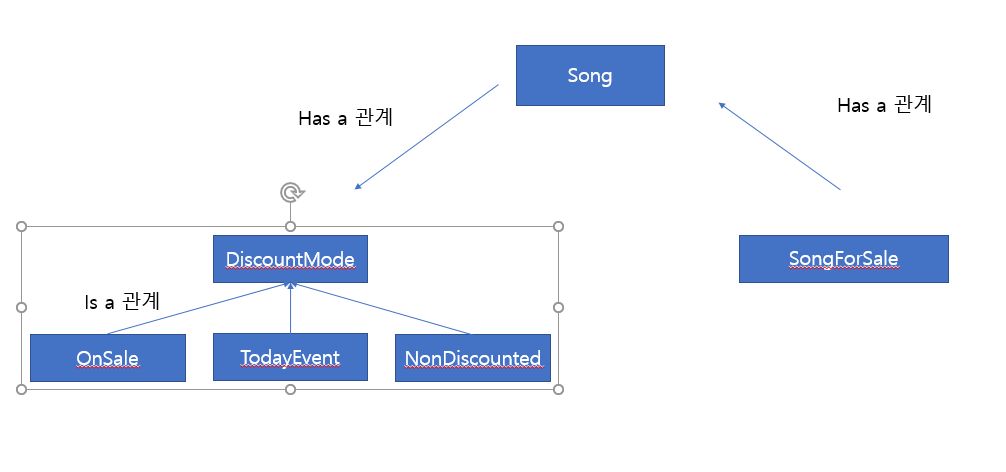 Song
Has a 관계
Has a 관계
DiscountMode
SongForSale
Is a 관계
OnSale
TodayEvent
NonDiscounted